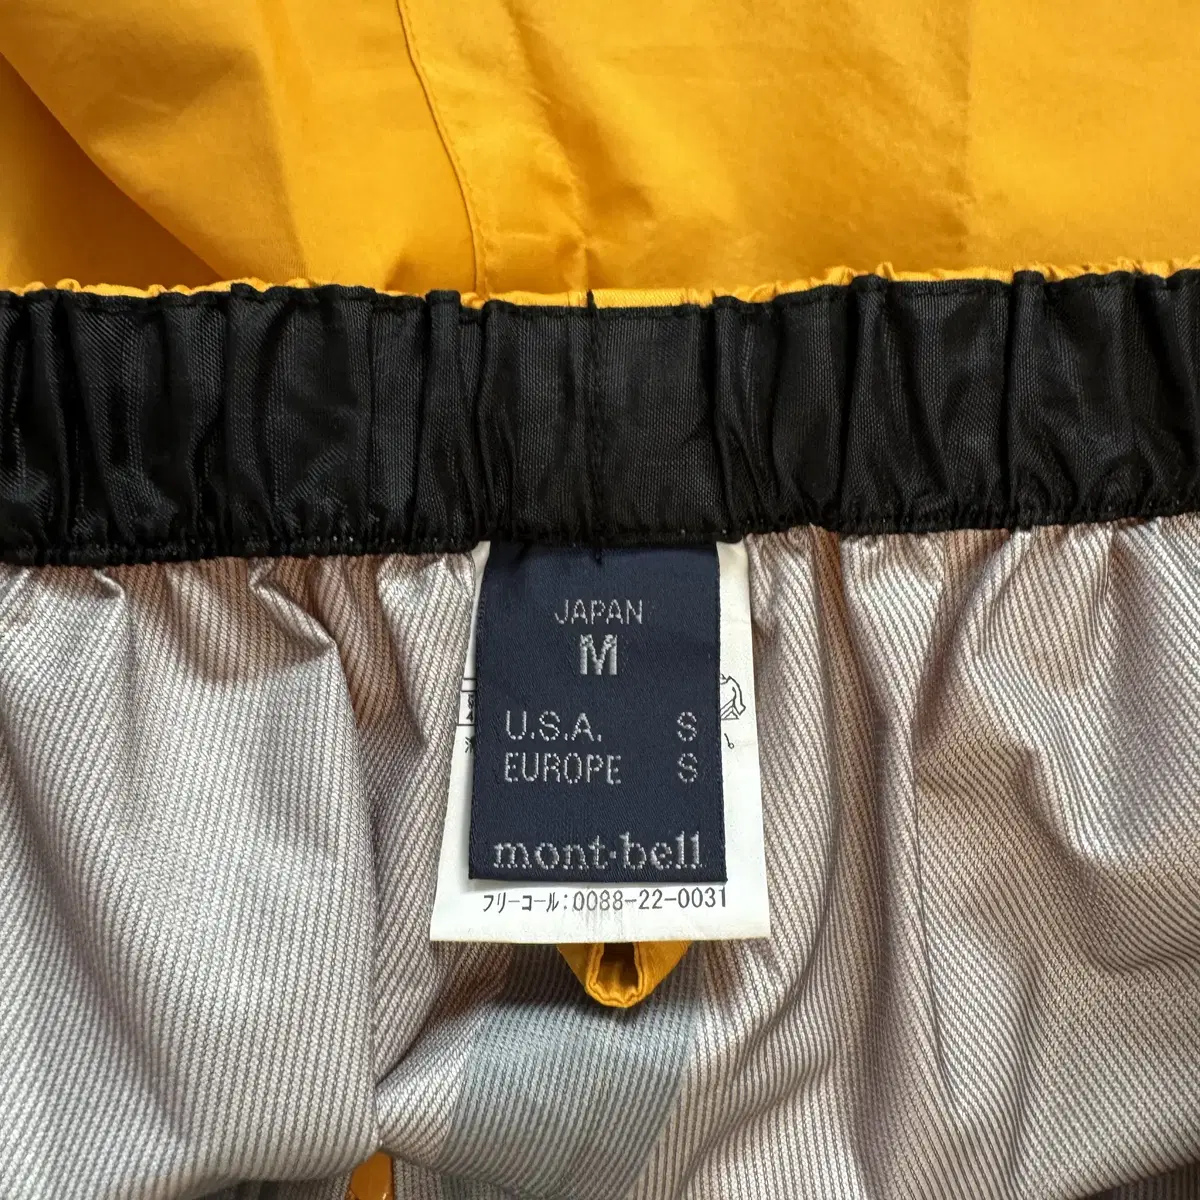 JAPAN
M
U.S.A. S
EUROPE S
mont·bell
フリーコール:0088-22-0031